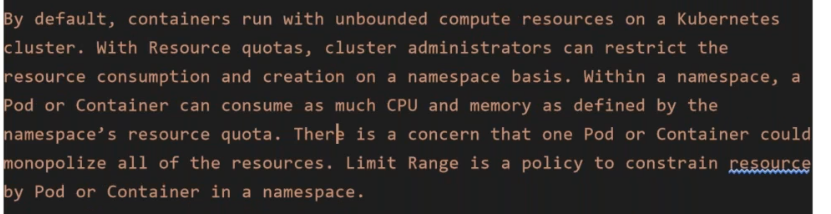 By default, containers run with unbounded compute resources on a Kubernetes
cluster. With Resource quotas, cluster administrators can restrict the
resource consumption and creation on a namespace basis. Within a namespace, a
Pod or Container can consume as much CPU and memory as defined by the
namespace’s resource quota. There is a concern that one Pod or Container could
monopolize all of the resources. Limit Range is a policy to constrain resource
by Pod or Container in a namespace.